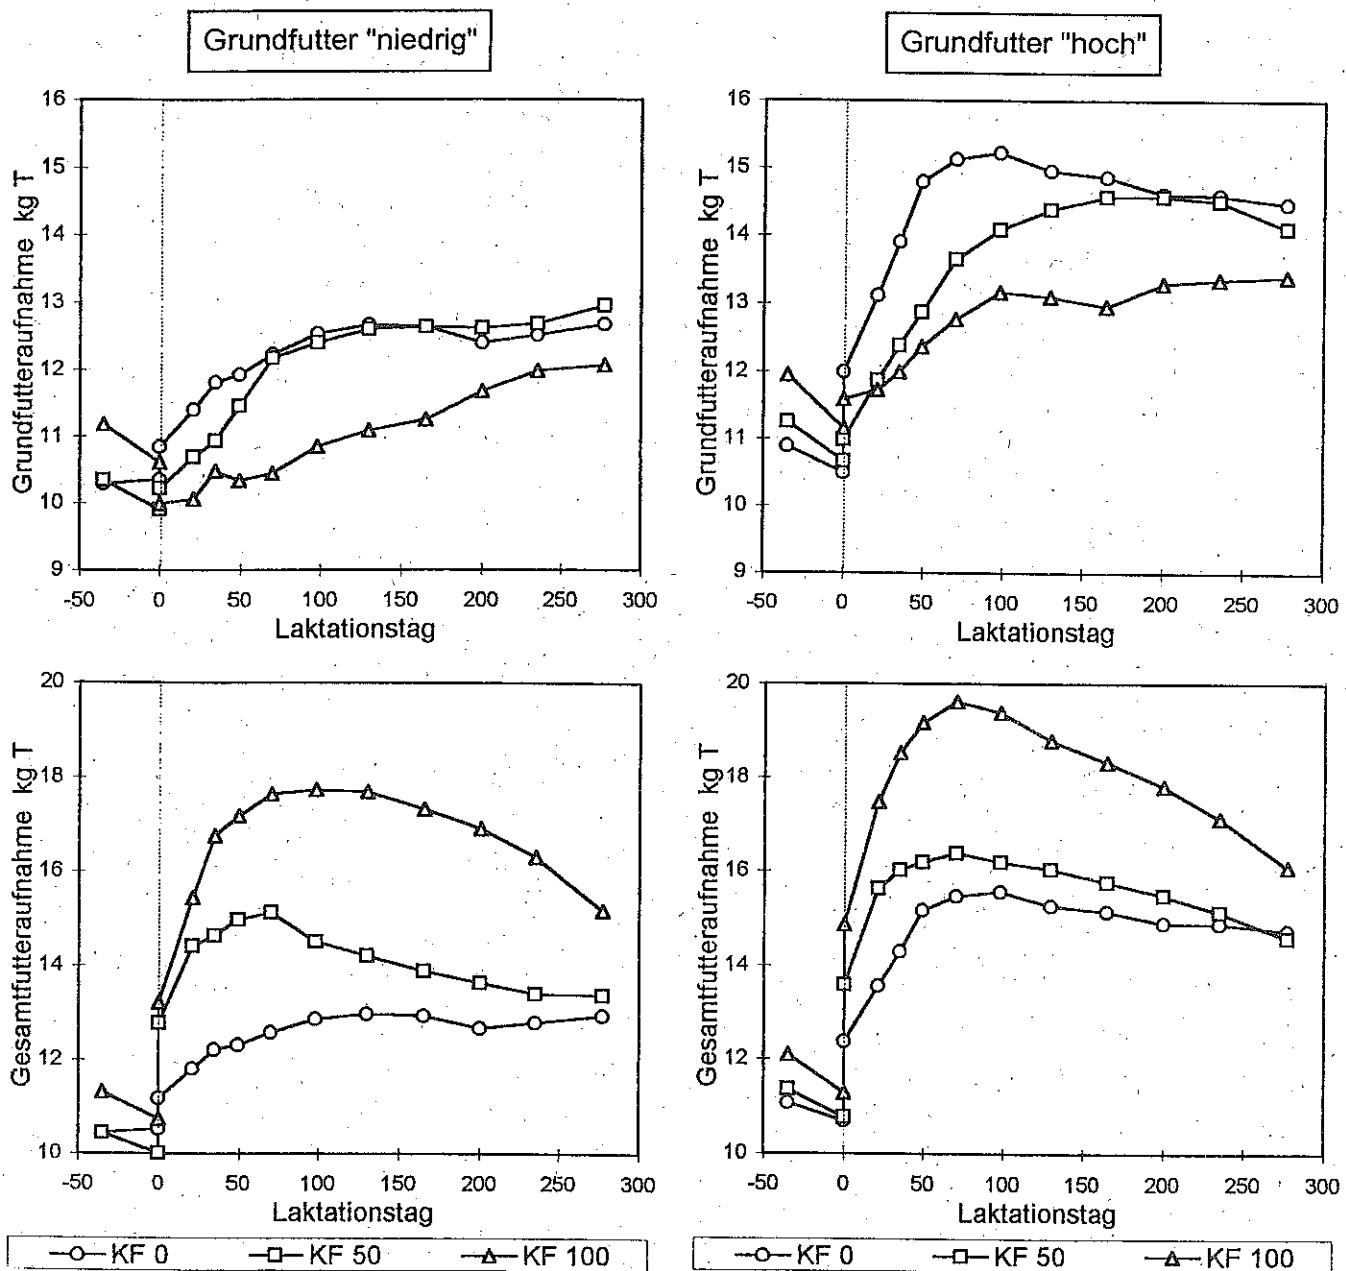 Grundfutter "niedrig"
Grundfutter "hoch"
Grundfutteraufnahme kg T
16
15
14
13
12
11
10
9
-50 0 50 100 150 200 250 300
Laktationstag
Grundfutteraufnahme kg T
16
15
14
13
12
11
10
9
-50 0 50 100 150 200 250 300
Laktationstag
Gesamtfutteraufnahme kg T
20
18
16
14
12
10
-50 0 50 100 150 200 250 300
Laktationstag
Gesamtfutteraufnahme kg T
20
18
16
14
12
10
-50 0 50 100 150 200 250 300
Laktationstag
KF 0 KF 50 KF 100
KF 0 KF 50 KF 100